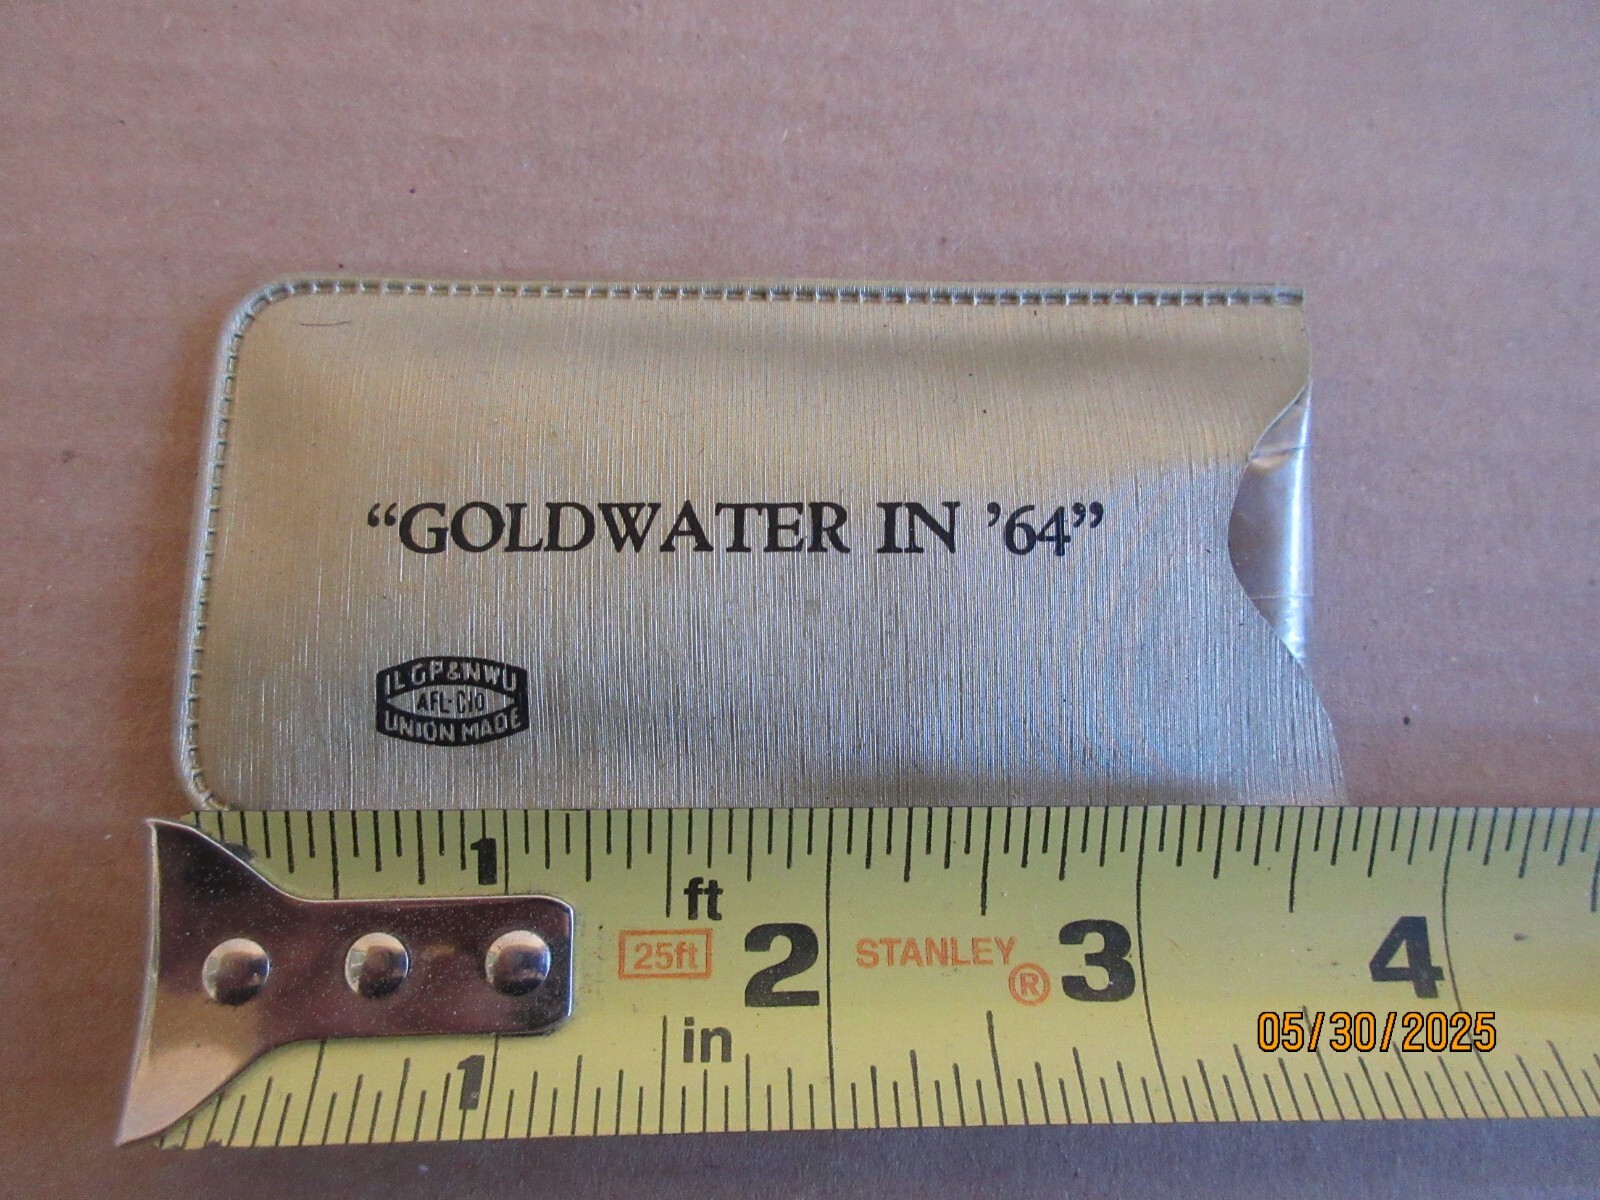 “GOLDWATER IN ’64”
ILGP&NWU
AFL-CIO
UNION MADE
1
ft
25ft 2 STANLEY® 3 4
in
1
05/30/2025